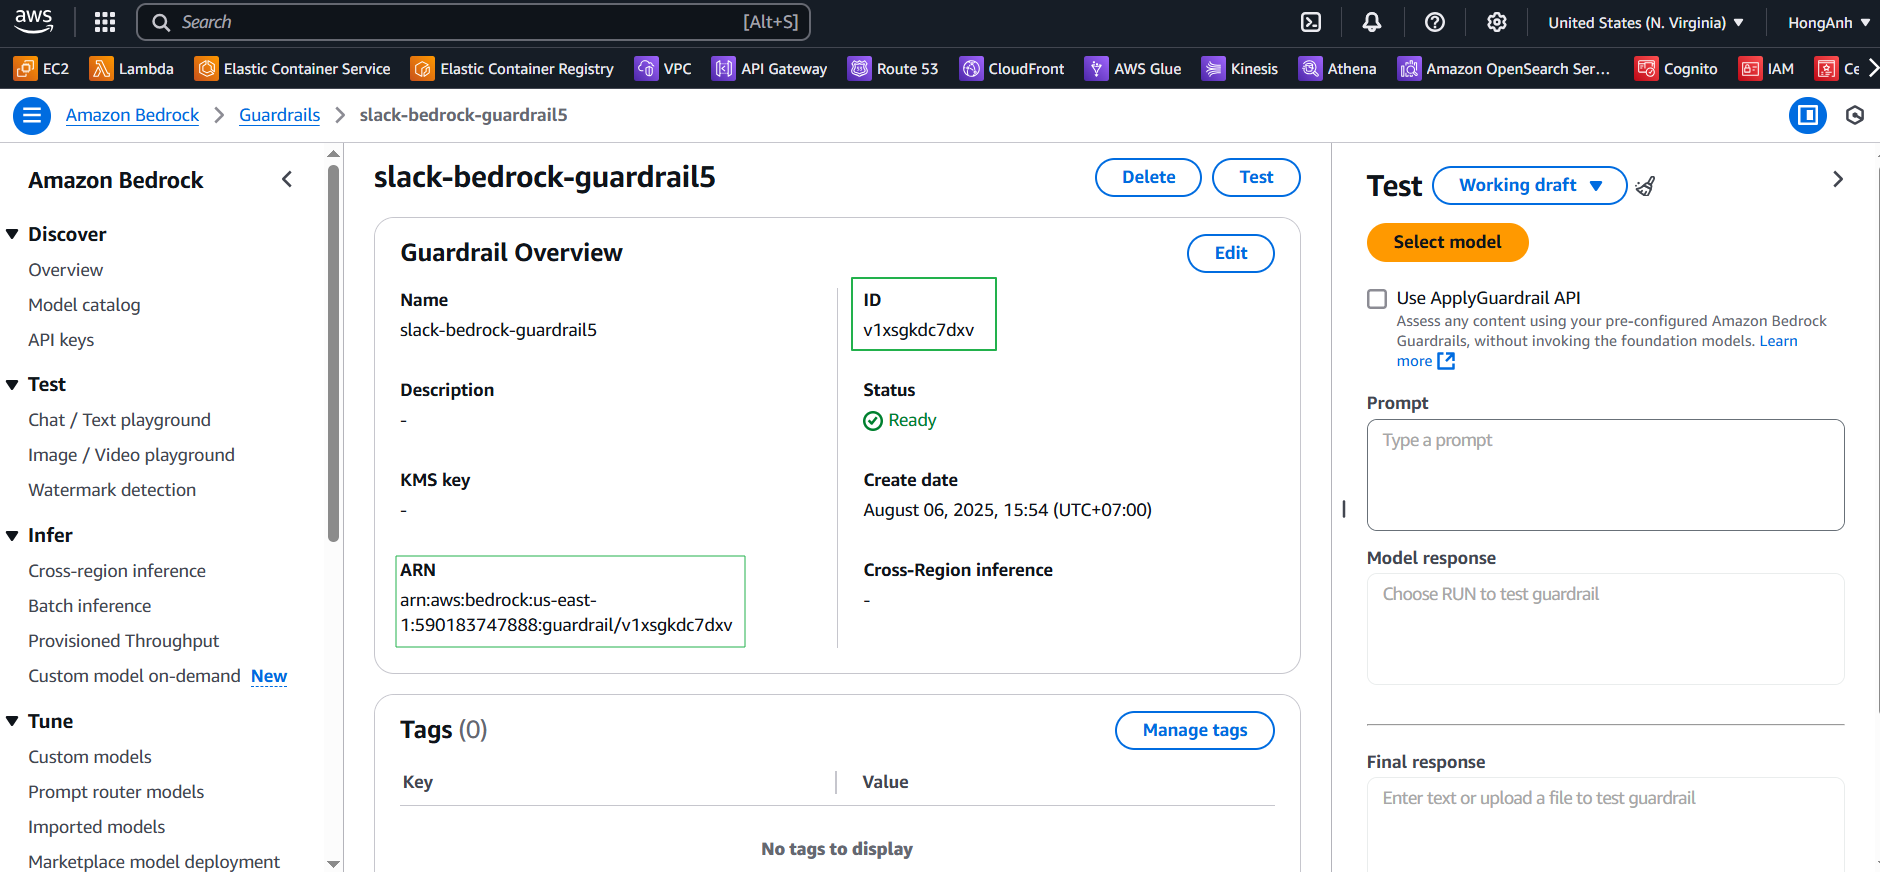 aws
Search [Alt+S]
United States (N. Virginia)
HongAnh
EC2
Lambda
Elastic Container Service
Elastic Container Registry
VPC
API Gateway
Route 53
CloudFront
AWS Glue
Kinesis
Athena
Amazon OpenSearch Ser...
Cognito
IAM
Ce
Amazon Bedrock
Guardrails
slack-bedrock-guardrail5
Amazon Bedrock
Discover
Overview
Model catalog
API keys
Test
Chat / Text playground
Image / Video playground
Watermark detection
Infer
Cross-region inference
Batch inference
Provisioned Throughput
Custom model on-demand New
Tune
Custom models
Prompt router models
Imported models
Marketplace model deployment
slack-bedrock-guardrail5
Delete
Test
Guardrail Overview
Edit
Name
slack-bedrock-guardrail5
Description
-
KMS key
-
ARN
arn:aws:bedrock:us-east-
1:590183747888:guardrail/v1xsgkdc7dxv
ID
v1xsgkdc7dxv
Status
Ready
Create date
August 06, 2025, 15:54 (UTC+07:00)
Cross-Region inference
-
Tags (0)
Manage tags
Key
Value
No tags to display
Test
Working draft
Select model
Use ApplyGuardrail API
Assess any content using your pre-configured Amazon Bedrock
Guardrails, without invoking the foundation models. Learn
more
Prompt
Type a prompt
Model response
Choose RUN to test guardrail
Final response
Enter text or upload a file to test guardrail